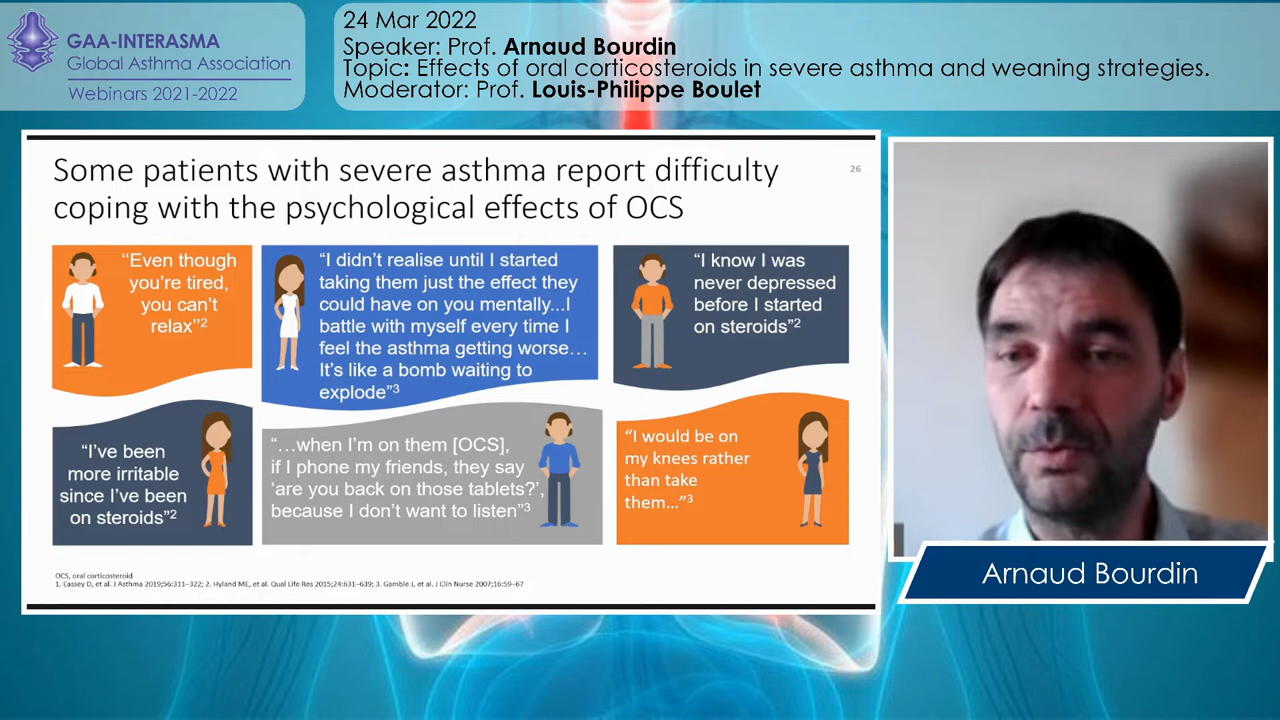 GAA-INTERASMA
Global Asthma Association
Webinars 2021-2022
24 Mar 2022
Speaker: Prof. Arnaud Bourdin
Topic: Effects of oral corticosteroids in severe asthma and weaning strategies.
Moderator: Prof. Louis-Philippe Boulet
Some patients with severe asthma report difficulty
coping with the psychological effects of OCS
26
‘‘Even though
you’re tired,
you can’t
relax’’2
“I didn’t realise until I started
taking them just the effect they
could have on you mentally...I
battle with myself every time I
feel the asthma getting worse…
It’s like a bomb waiting to
explode”3
“I know I was
never depressed
before I started
on steroids”2
“I’ve been
more irritable
since I’ve been
on steroids”2
“…when I’m on them [OCS],
if I phone my friends, they say
‘are you back on those tablets?’,
because I don’t want to listen”3
“I would be on
my knees rather
than take
them…”3
OCS, oral corticosteroid
1. Eassey D, et al. J Asthma 2019;56:311–322; 2. Hyland ME, et al. Qual Life Res 2015;24:631–639; 3. Gamble J, et al. J Clin Nurse 2007;16:59–67
Arnaud Bourdin